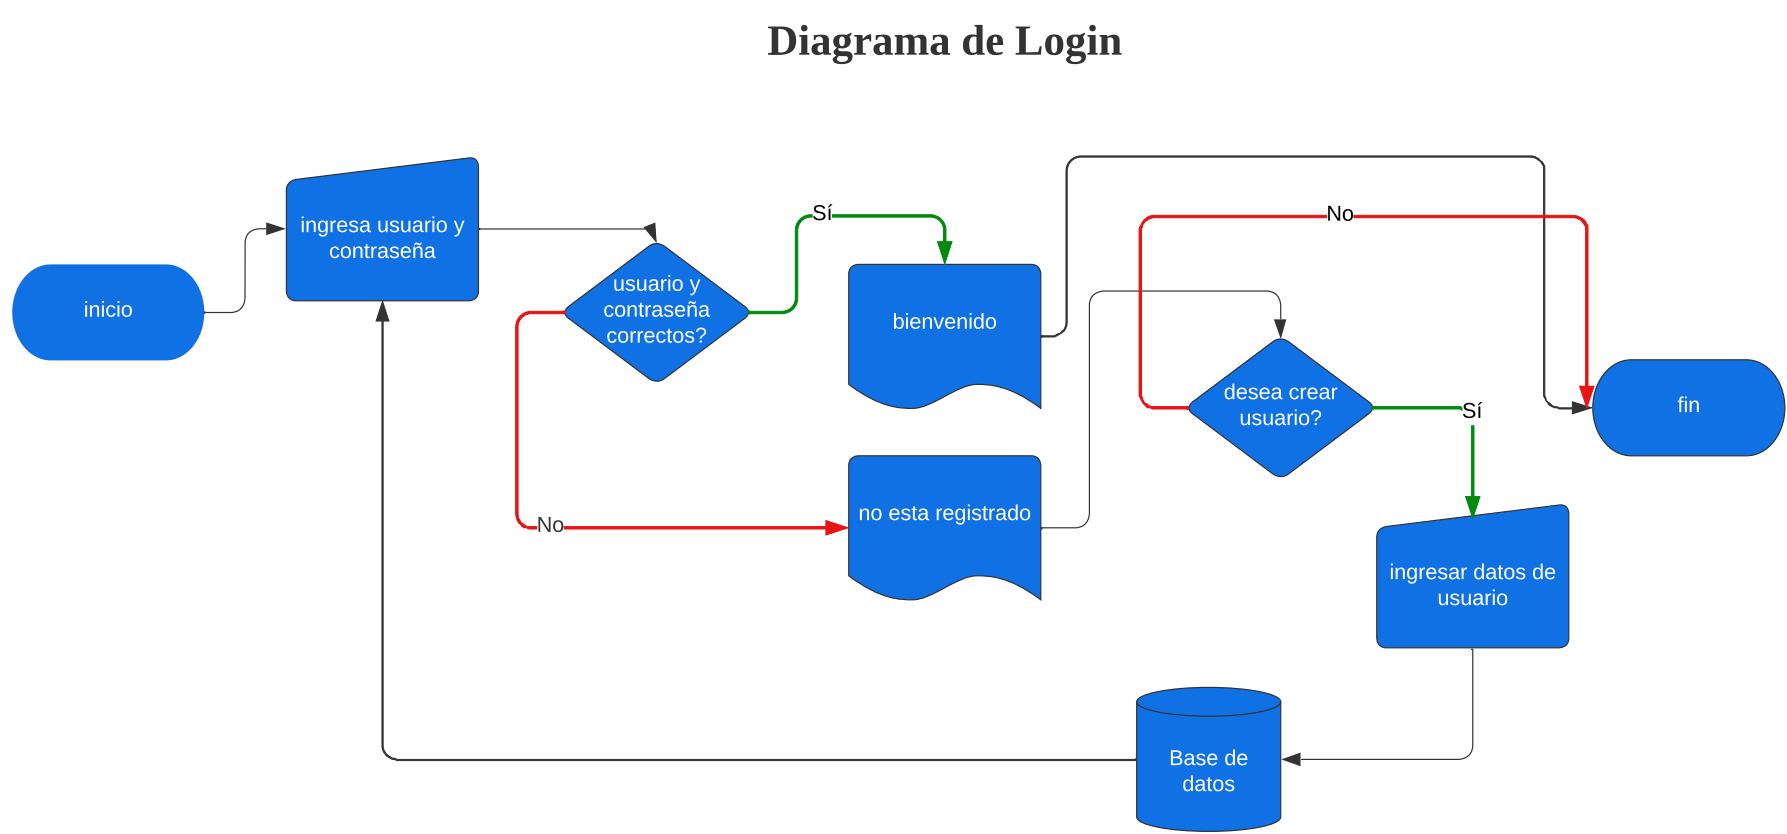 Diagrama de Login
inicio
ingresa usuario y
contraseña
usuario y
contraseña
correctos?
Sí
No
bienvenido
no esta registrado
desea crear
usuario?
No
Sí
fin
ingresar datos de
usuario
Base de
datos